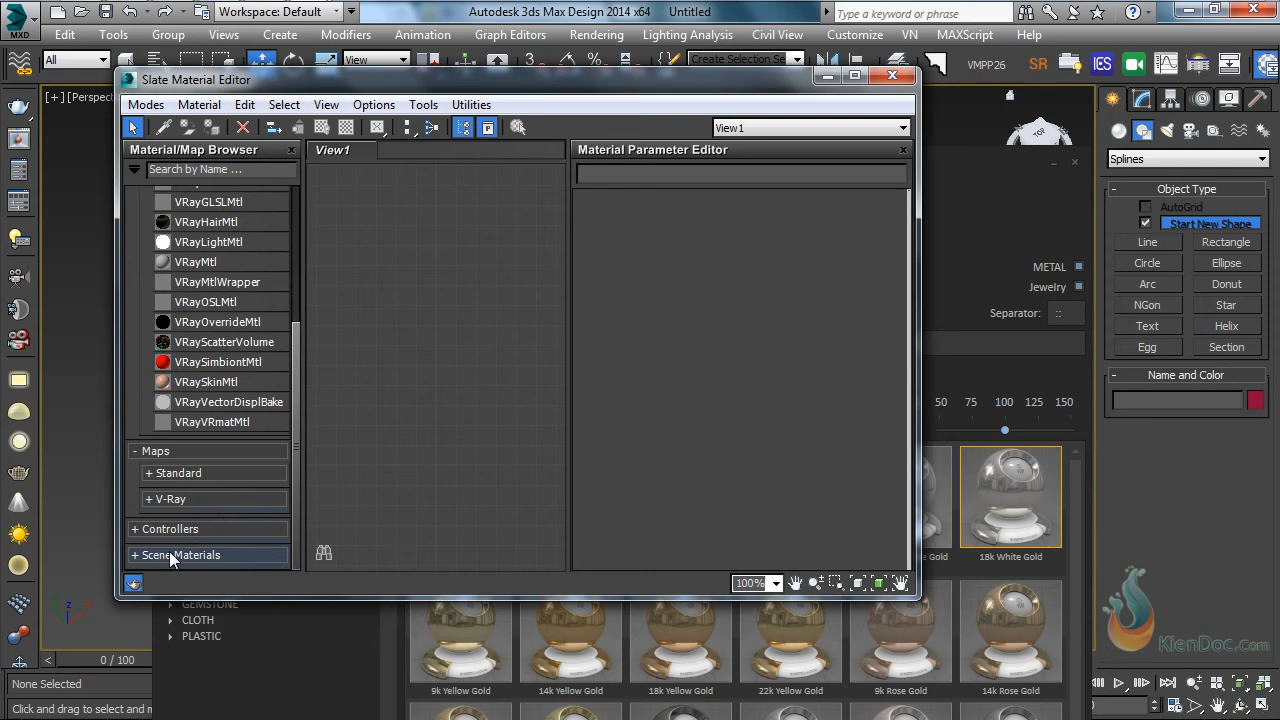 MXD
Workspace: Default
Autodesk 3ds Max Design 2014 x64 Untitled
Type a keyword or phrase
Edit Tools Group Views Create Modifiers Animation Graph Editors Rendering Lighting Analysis Civil View Customize VN MAXScript Help
All
View
3
Create Selection Se
VMPP26 SR IES
[+] [Perspect
Slate Material Editor
Modes Material Edit Select View Options Tools Utilities
View1
Material/Map Browser
View1
Material Parameter Editor
Search by Name ...
VRayGLSLMtl
VRayHairMtl
VRayLightMtl
VRayMtl
VRayMtlWrapper
VRayOSLMtl
VRayOverrideMtl
VRayScatterVolume
VRaySimbiontMtl
VRaySkinMtl
VRayVectorDisplBake
VRayVRmatMtl
- Maps
+ Standard
+ V-Ray
+ Controllers
+ Scene Materials
100%
TOP
METAL
Jewelry
Separator: ::
50 75 100 125 150
18k White Gold
GEMSTONE
CLOTH
PLASTIC
9k Yellow Gold
14k Yellow Gold
18k Yellow Gold
22k Yellow Gold
9k Rose Gold
14k Rose Gold
Splines
Object Type
AutoGrid
Start New Shape
Line Rectangle
Circle Ellipse
Arc Donut
NGon Star
Text Helix
Egg Section
Name and Color
KienDoc.com
z
< 0 / 100
None Selected
Click and drag to select and m